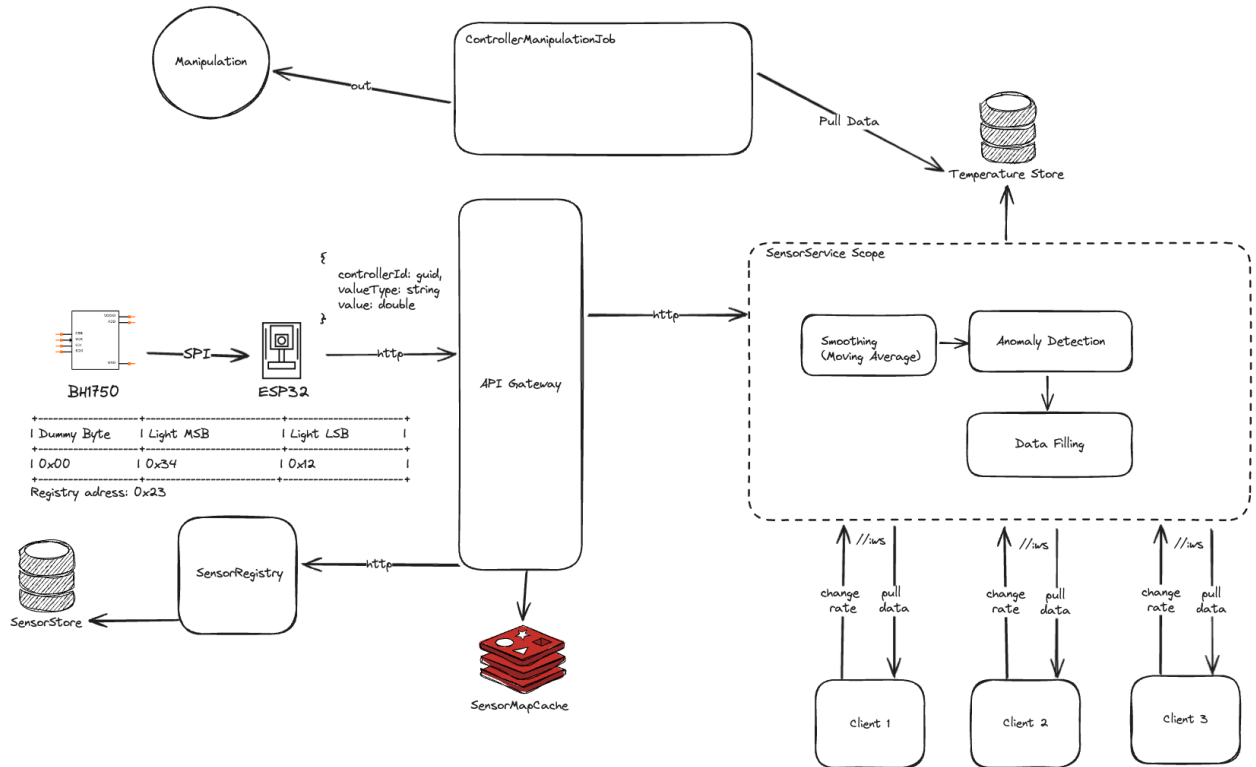 ControllerManipulationJob
Manipulation
out
Pull Data
Temperature Store
SensorService Scope
{
controllerId: guid,
valueType: string
value: double
}
http
Smoothing
(Moving Average)
Anomaly Detection
SPI
http
API Gateway
BH1750
ESP32
Data Filling
+----------------------+----------------------------+------------------------+
| Dummy Byte | Light MSB | Light LSB |
+----------------------+----------------------------+------------------------+
| 0x00 | 0x34 | 0x12 |
+----------------------+----------------------------+------------------------+
Registry adress: 0x23
//:ws
//:ws
//:ws
http
SensorRegistry
SensorStore
change
rate
pull
data
change
rate
pull
data
change
rate
pull
data
SensorMapCache
Client 1
Client 2
Client 3